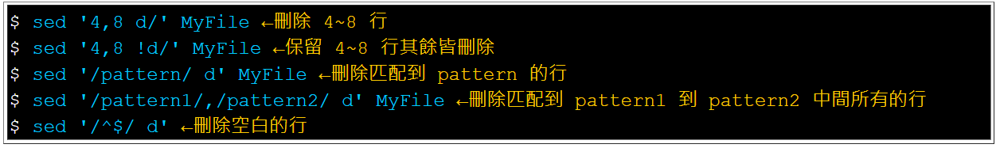 $ sed '4,8 d/' MyFile ←刪除 4~8 行
$ sed '4,8 !d/' MyFile ←保留 4~8 行其餘皆刪除
$ sed '/pattern/ d' MyFile ←刪除匹配到 pattern 的行
$ sed '/pattern1/,/pattern2/ d' MyFile ←刪除匹配到 pattern1 到 pattern2 中間所有的行
$ sed '/^$/ d' ←刪除空白的行